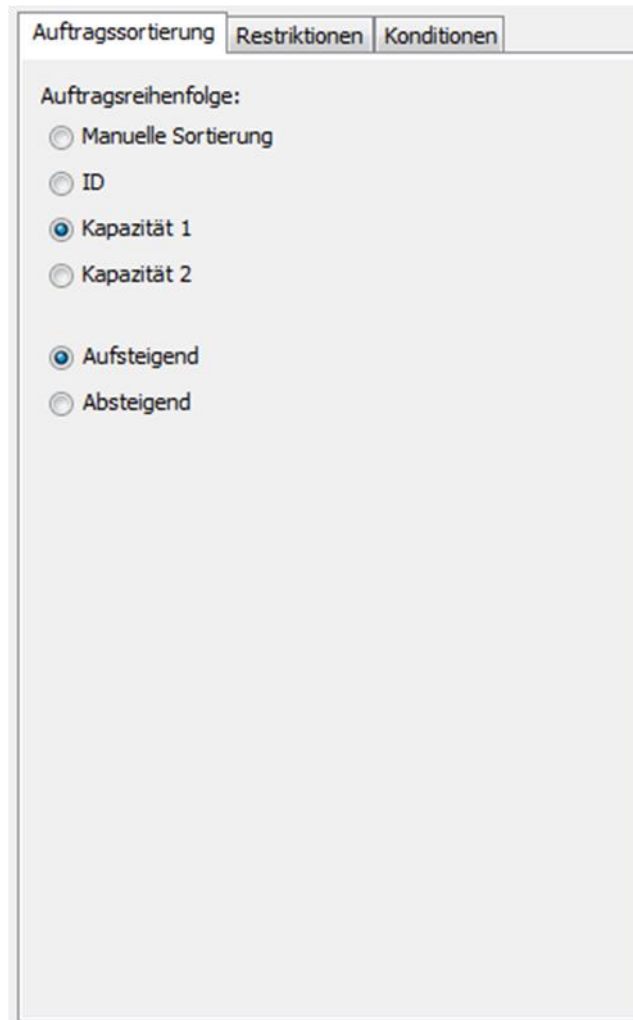 Auftragssortierung Restriktionen Konditionen
Auftragsreihenfolge:
Manuelle Sortierung
ID
Kapazität 1
Kapazität 2
Aufsteigend
Absteigend